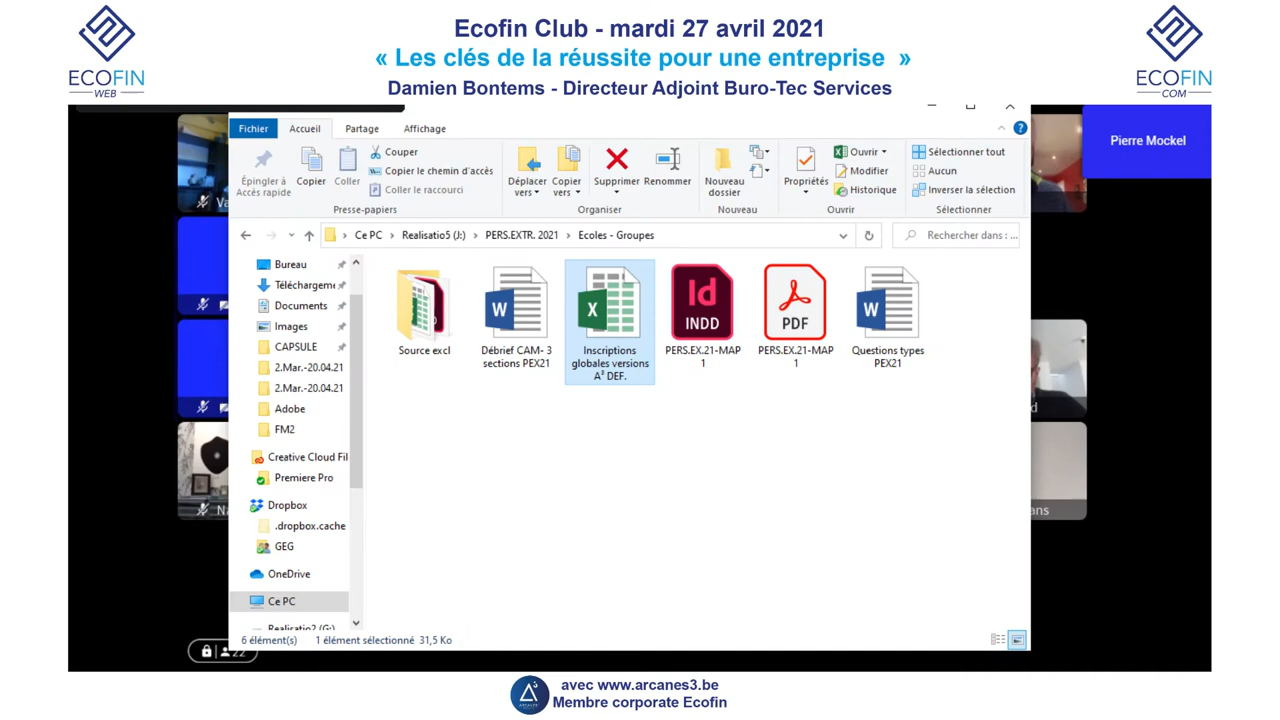 Ecofin Club - mardi 27 avril 2021
« Les clés de la réussite pour une entreprise »
Damien Bontems - Directeur Adjoint Buro-Tec Services
ECOFIN
WEB
ECOFIN
COM
Pierre Mockel
Fichier
Accueil
Partage
Affichage
Épingler à
Accès rapide
Copier
Coller
Couper
Copier le chemin d'accès
Coller le raccourci
Presse-papiers
Déplacer
vers
Copier
vers
Supprimer
Renommer
Organiser
Nouveau
dossier
Nouveau
Propriétés
Ouvrir
Modifier
Historique
Ouvrir
Sélectionner tout
Aucun
Inverser la sélection
Sélectionner
Ce PC > Realisatio5 (J:) > PERS.EXTR. 2021 > Ecoles - Groupes
Rechercher dans : ...
Bureau
Téléchargeme
Documents
Images
CAPSULE
2.Mar.-20.04.21
2.Mar.-20.04.21
Adobe
FM2
Creative Cloud Fil
Premiere Pro
Dropbox
.dropbox.cache
GEG
OneDrive
Ce PC
Realisatio2 (G:)
Source excl
W
Débrief CAM- 3
sections PEX21
X
Inscriptions
globales versions
A³ DEF.
Id
INDD
PERS.EX.21-MAP
1
PDF
PERS.EX.21-MAP
1
W
Questions types
PEX21
6 élément(s)
1 élément sélectionné 31,5 Ko
22
avec www.arcanes3.be
Membre corporate Ecofin